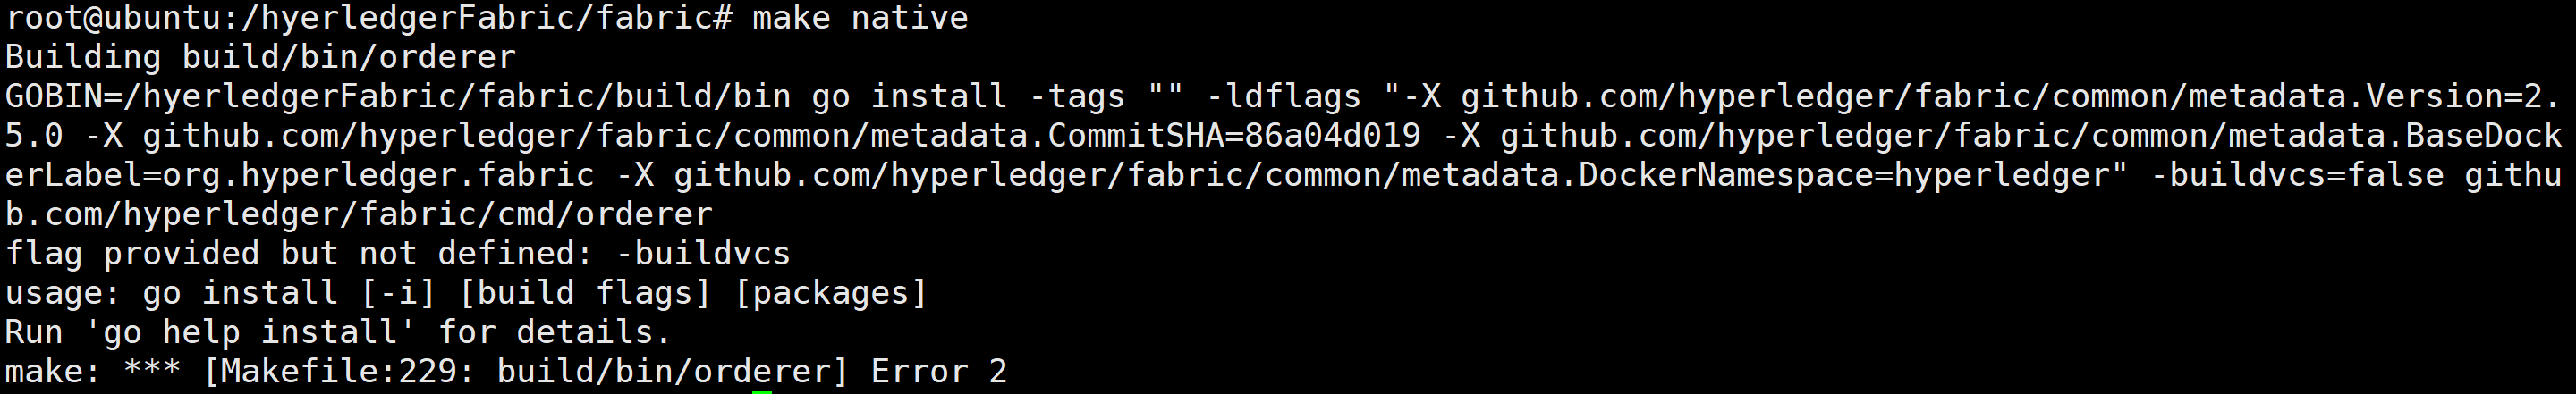 root@ubuntu:/hyerledgerFabric/fabric# make native
Building build/bin/orderer
GOBIN=/hyerledgerFabric/fabric/build/bin go install -tags "" -ldflags "-X github.com/hyperledger/fabric/common/metadata.Version=2.
5.0 -X github.com/hyperledger/fabric/common/metadata.CommitSHA=86a04d019 -X github.com/hyperledger/fabric/common/metadata.BaseDock
erLabel=org.hyperledger.fabric -X github.com/hyperledger/fabric/common/metadata.DockerNamespace=hyperledger" -buildvcs=false githu
b.com/hyperledger/fabric/cmd/orderer
flag provided but not defined: -buildvcs
usage: go install [-i] [build flags] [packages]
Run 'go help install' for details.
make: *** [Makefile:229: build/bin/orderer] Error 2